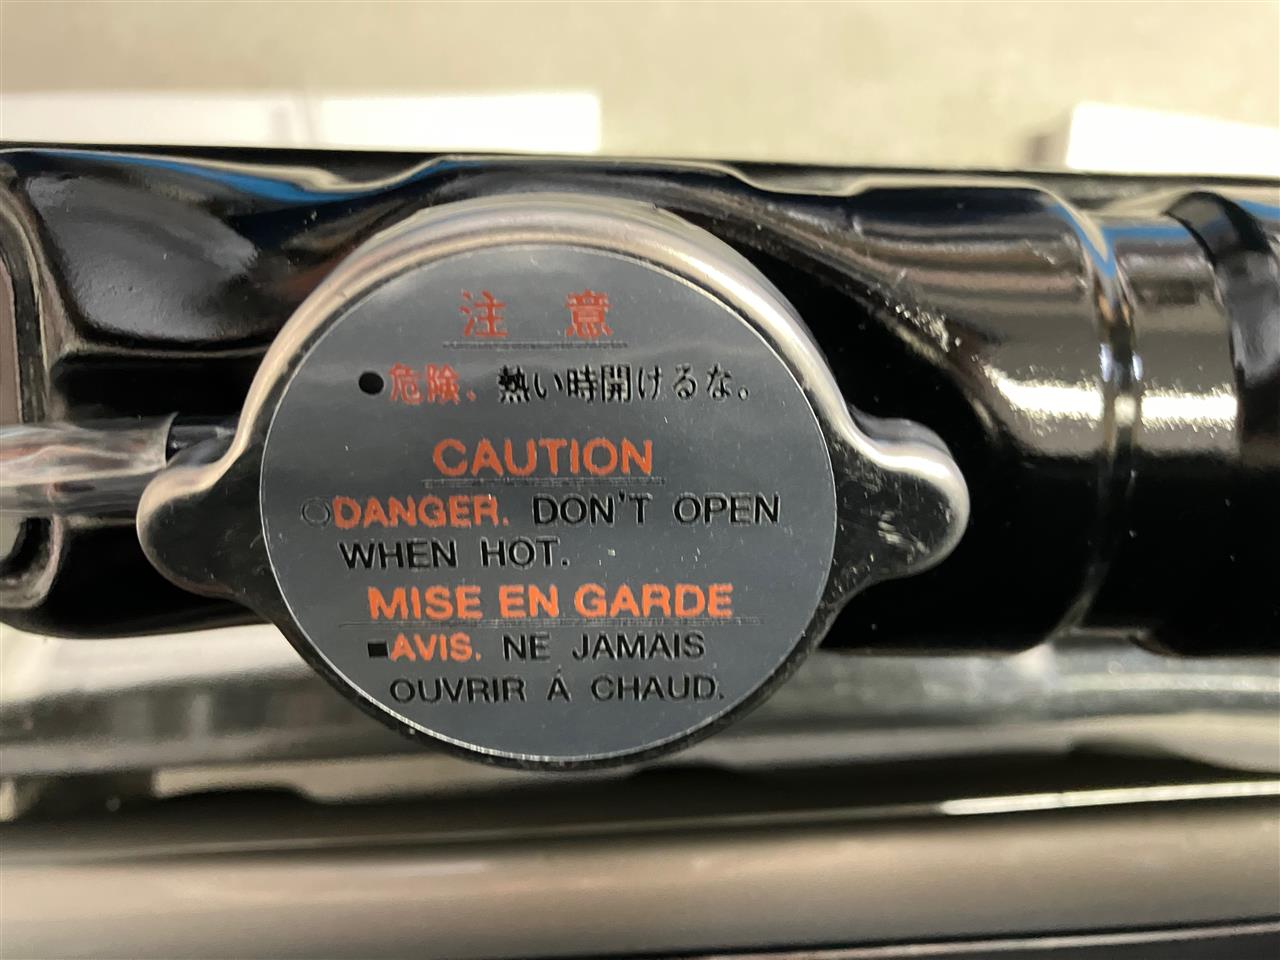 注 意
●危険、熱い時開けるな。
CAUTION
○DANGER. DON'T OPEN
WHEN HOT.
MISE EN GARDE
■AVIS. NE JAMAIS
OUVRIR À CHAUD.